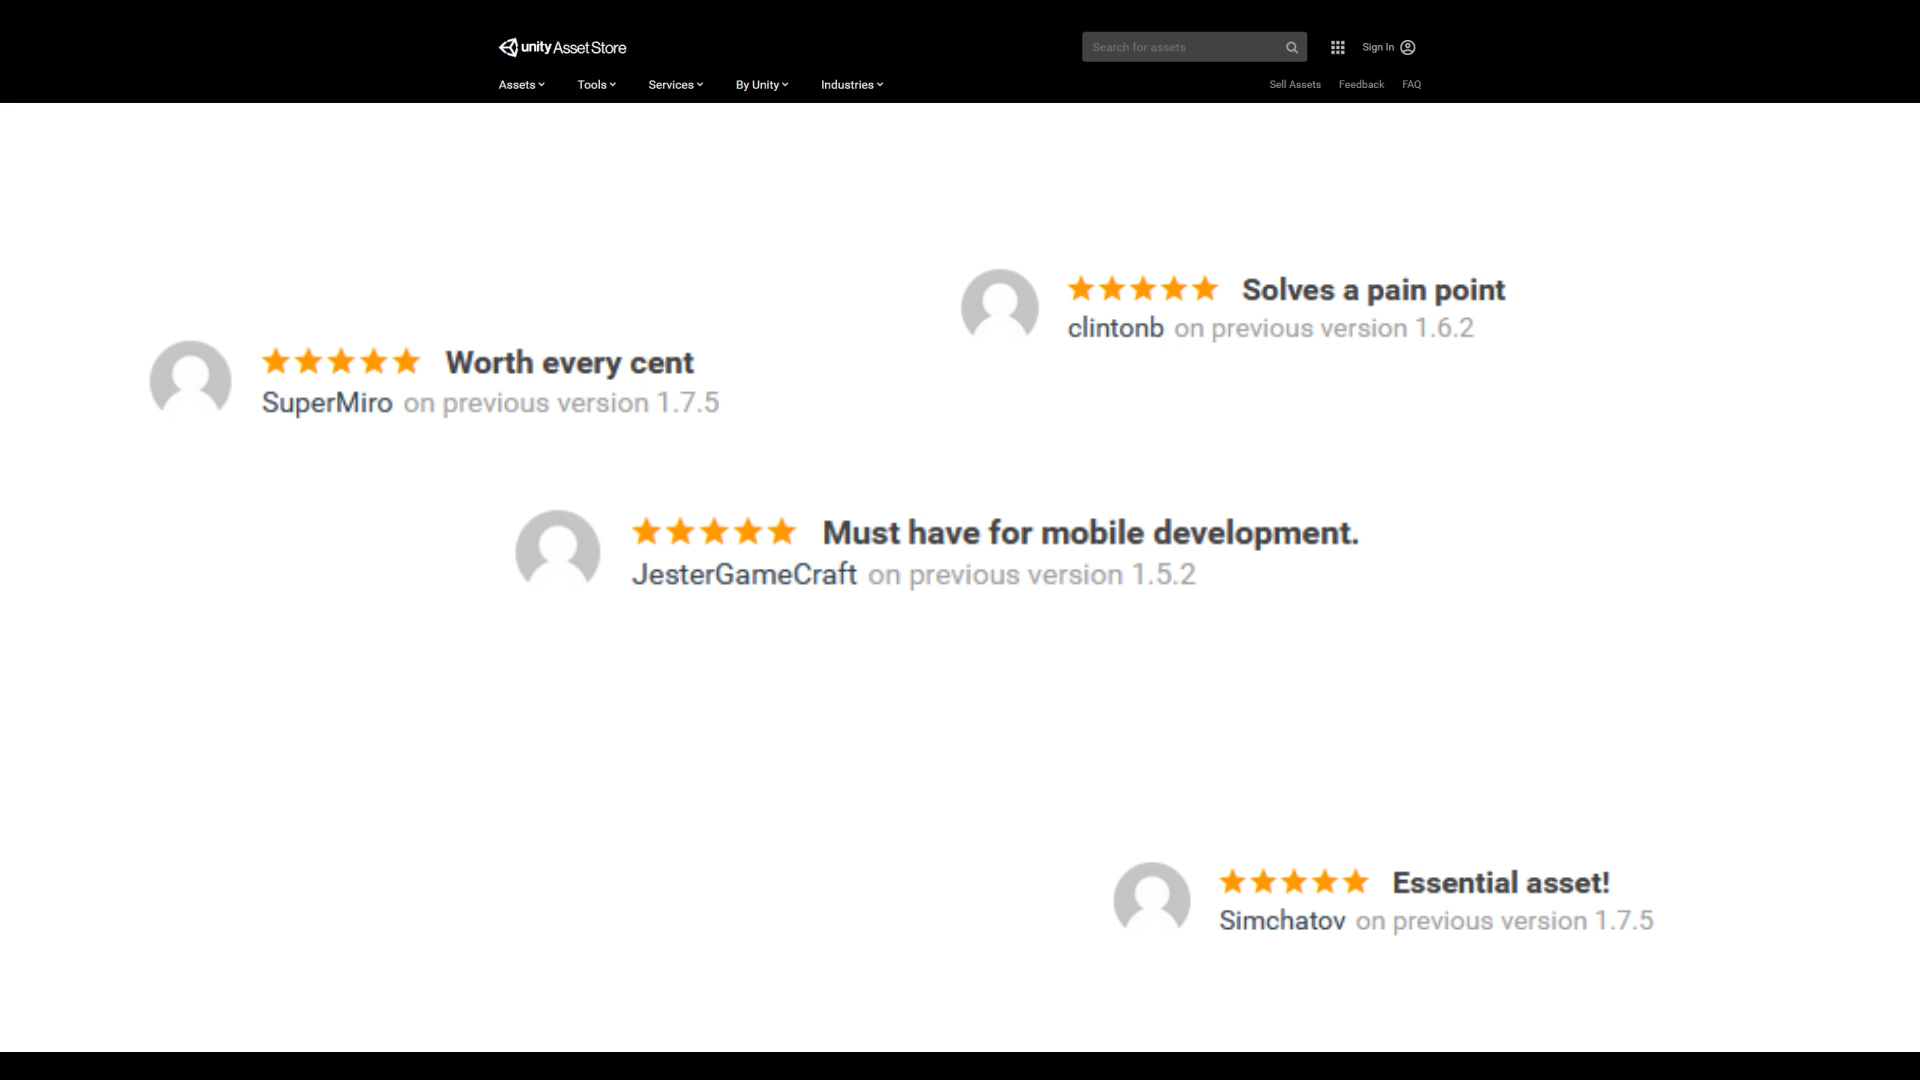 unity Asset Store
Search for assets
Sign In
Assets
Tools
Services
By Unity
Industries
Sell Assets
Feedback
FAQ
Solves a pain point
clintonb on previous version 1.6.2
Worth every cent
SuperMiro on previous version 1.7.5
Must have for mobile development.
JesterGameCraft on previous version 1.5.2
Essential asset!
Simchatov on previous version 1.7.5